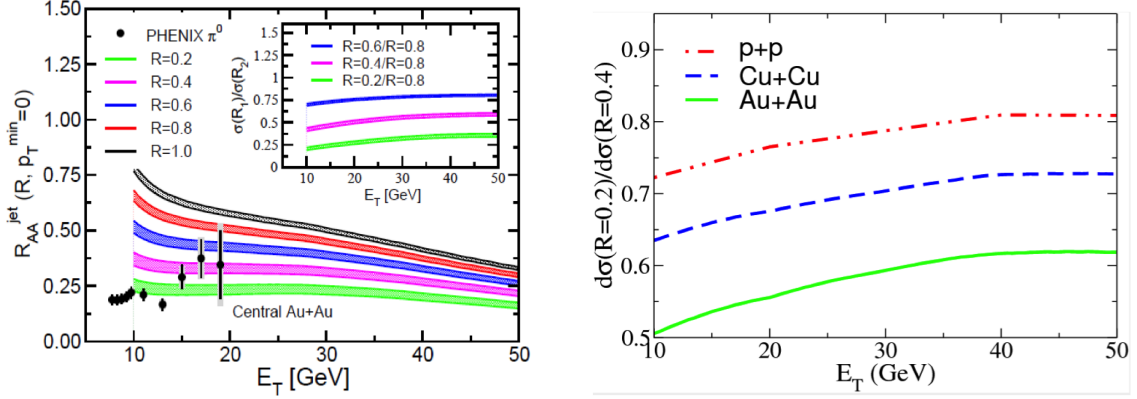 1.50
1.25
1.00
0.75
0.50
0.25
0.00
R_AA^jet (R, p_T^min=0)
PHENIX π⁰
R=0.2
R=0.4
R=0.6
R=0.8
R=1.0
1.5
1.25
1
0.75
0.5
0.25
0
σ(R₁)/σ(R₂)
R=0.6/R=0.8
R=0.4/R=0.8
R=0.2/R=0.8
10 20 30 40 50
E_T [GeV]
Central Au+Au
10 20 30 40 50
E_T [GeV]
0.9
0.8
0.7
0.6
0.5
dσ(R=0.2)/dσ(R=0.4)
p+p
Cu+Cu
Au+Au
10 20 30 40 50
E_T (GeV)